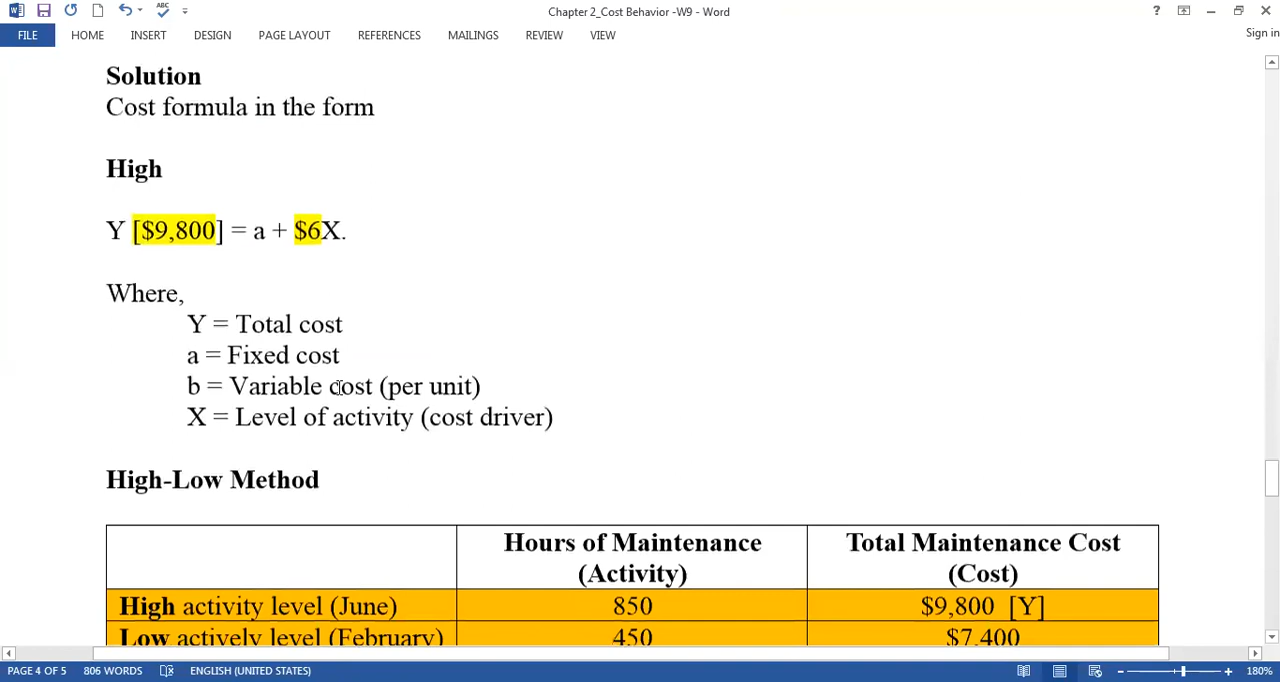 Chapter 2_Cost Behavior -W9 - Word
?
Sign in
FILE HOME INSERT DESIGN PAGE LAYOUT REFERENCES MAILINGS REVIEW VIEW
Solution
Cost formula in the form
High
Y [$9,800] = a + $6X.
Where,
Y = Total cost
a = Fixed cost
b = Variable cost (per unit)
X = Level of activity (cost driver)
High-Low Method
Hours of Maintenance (Activity)
Total Maintenance Cost (Cost)
High activity level (June) 850 $9,800 [Y]
Low actively level (February) 450 $7,400
PAGE 4 OF 5 806 WORDS ENGLISH (UNITED STATES) 180%